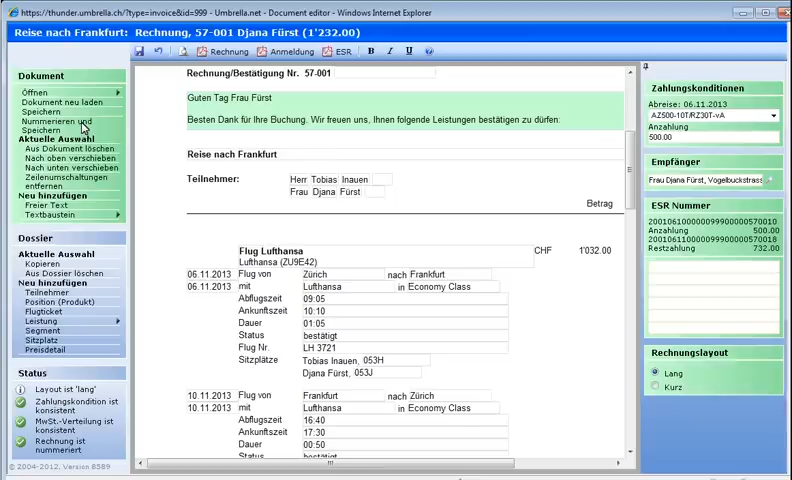 https://thunder.umbrella.ch/?type=invoice&id=999 - Umbrella.net - Document editor - Windows Internet Explorer
Reise nach Frankfurt: Rechnung, 57-001 Djana Fürst (1'232.00)
Rechnung Anmeldung ESR B I U
Dokument
Öffnen
Dokument neu laden
Speichern
Nummerieren und
Speichern
Aktuelle Auswahl
Aus Dokument löschen
Nach oben verschieben
Nach unten verschieben
Zeilenumschaltungen
entfernen
Neu hinzufügen
Freier Text
Textbaustein
Dossier
Aktuelle Auswahl
Kopieren
Aus Dossier löschen
Neu hinzufügen
Teilnehmer
Position (Produkt)
Flugticket
Leistung
Segment
Sitzplatz
Preisdetail
Status
Layout ist 'lang'
Zahlungskondition ist
konsistent
MwSt.-Verteilung ist
konsistent
Rechnung ist
nummeriert
© 2004-2012, Version 8589
Rechnung/Bestätigung Nr. 57-001
Guten Tag Frau Fürst
Besten Dank für Ihre Buchung. Wir freuen uns, Ihnen folgende Leistungen bestätigen zu dürfen:
Reise nach Frankfurt
Teilnehmer: Herr Tobias Inauen
Frau Djana Fürst
Betrag
Flug Lufthansa CHF 1'032.00
Lufthansa (ZU9E42)
06.11.2013 Flug von Zürich nach Frankfurt
06.11.2013 mit Lufthansa in Economy Class
Abflugszeit 09:05
Ankunftszeit 10:10
Dauer 01:05
Status bestätigt
Flug Nr. LH 3721
Sitzplätze Tobias Inauen, 053H
Djana Fürst, 053J
10.11.2013 Flug von Frankfurt nach Zürich
10.11.2013 mit Lufthansa in Economy Class
Abflugszeit 16:40
Ankunftszeit 17:30
Dauer 00:50
Status bestätigt
Zahlungskonditionen
Abreise: 06.11.2013
AZ500-10T/RZ30T-vA
Anzahlung
500.00
Empfänger
Frau Djana Fürst, Vogelbuckstrass
ESR Nummer
Anzahlung 500.00
Restzahlung 732.00
Rechnungslayout
Lang
Kurz